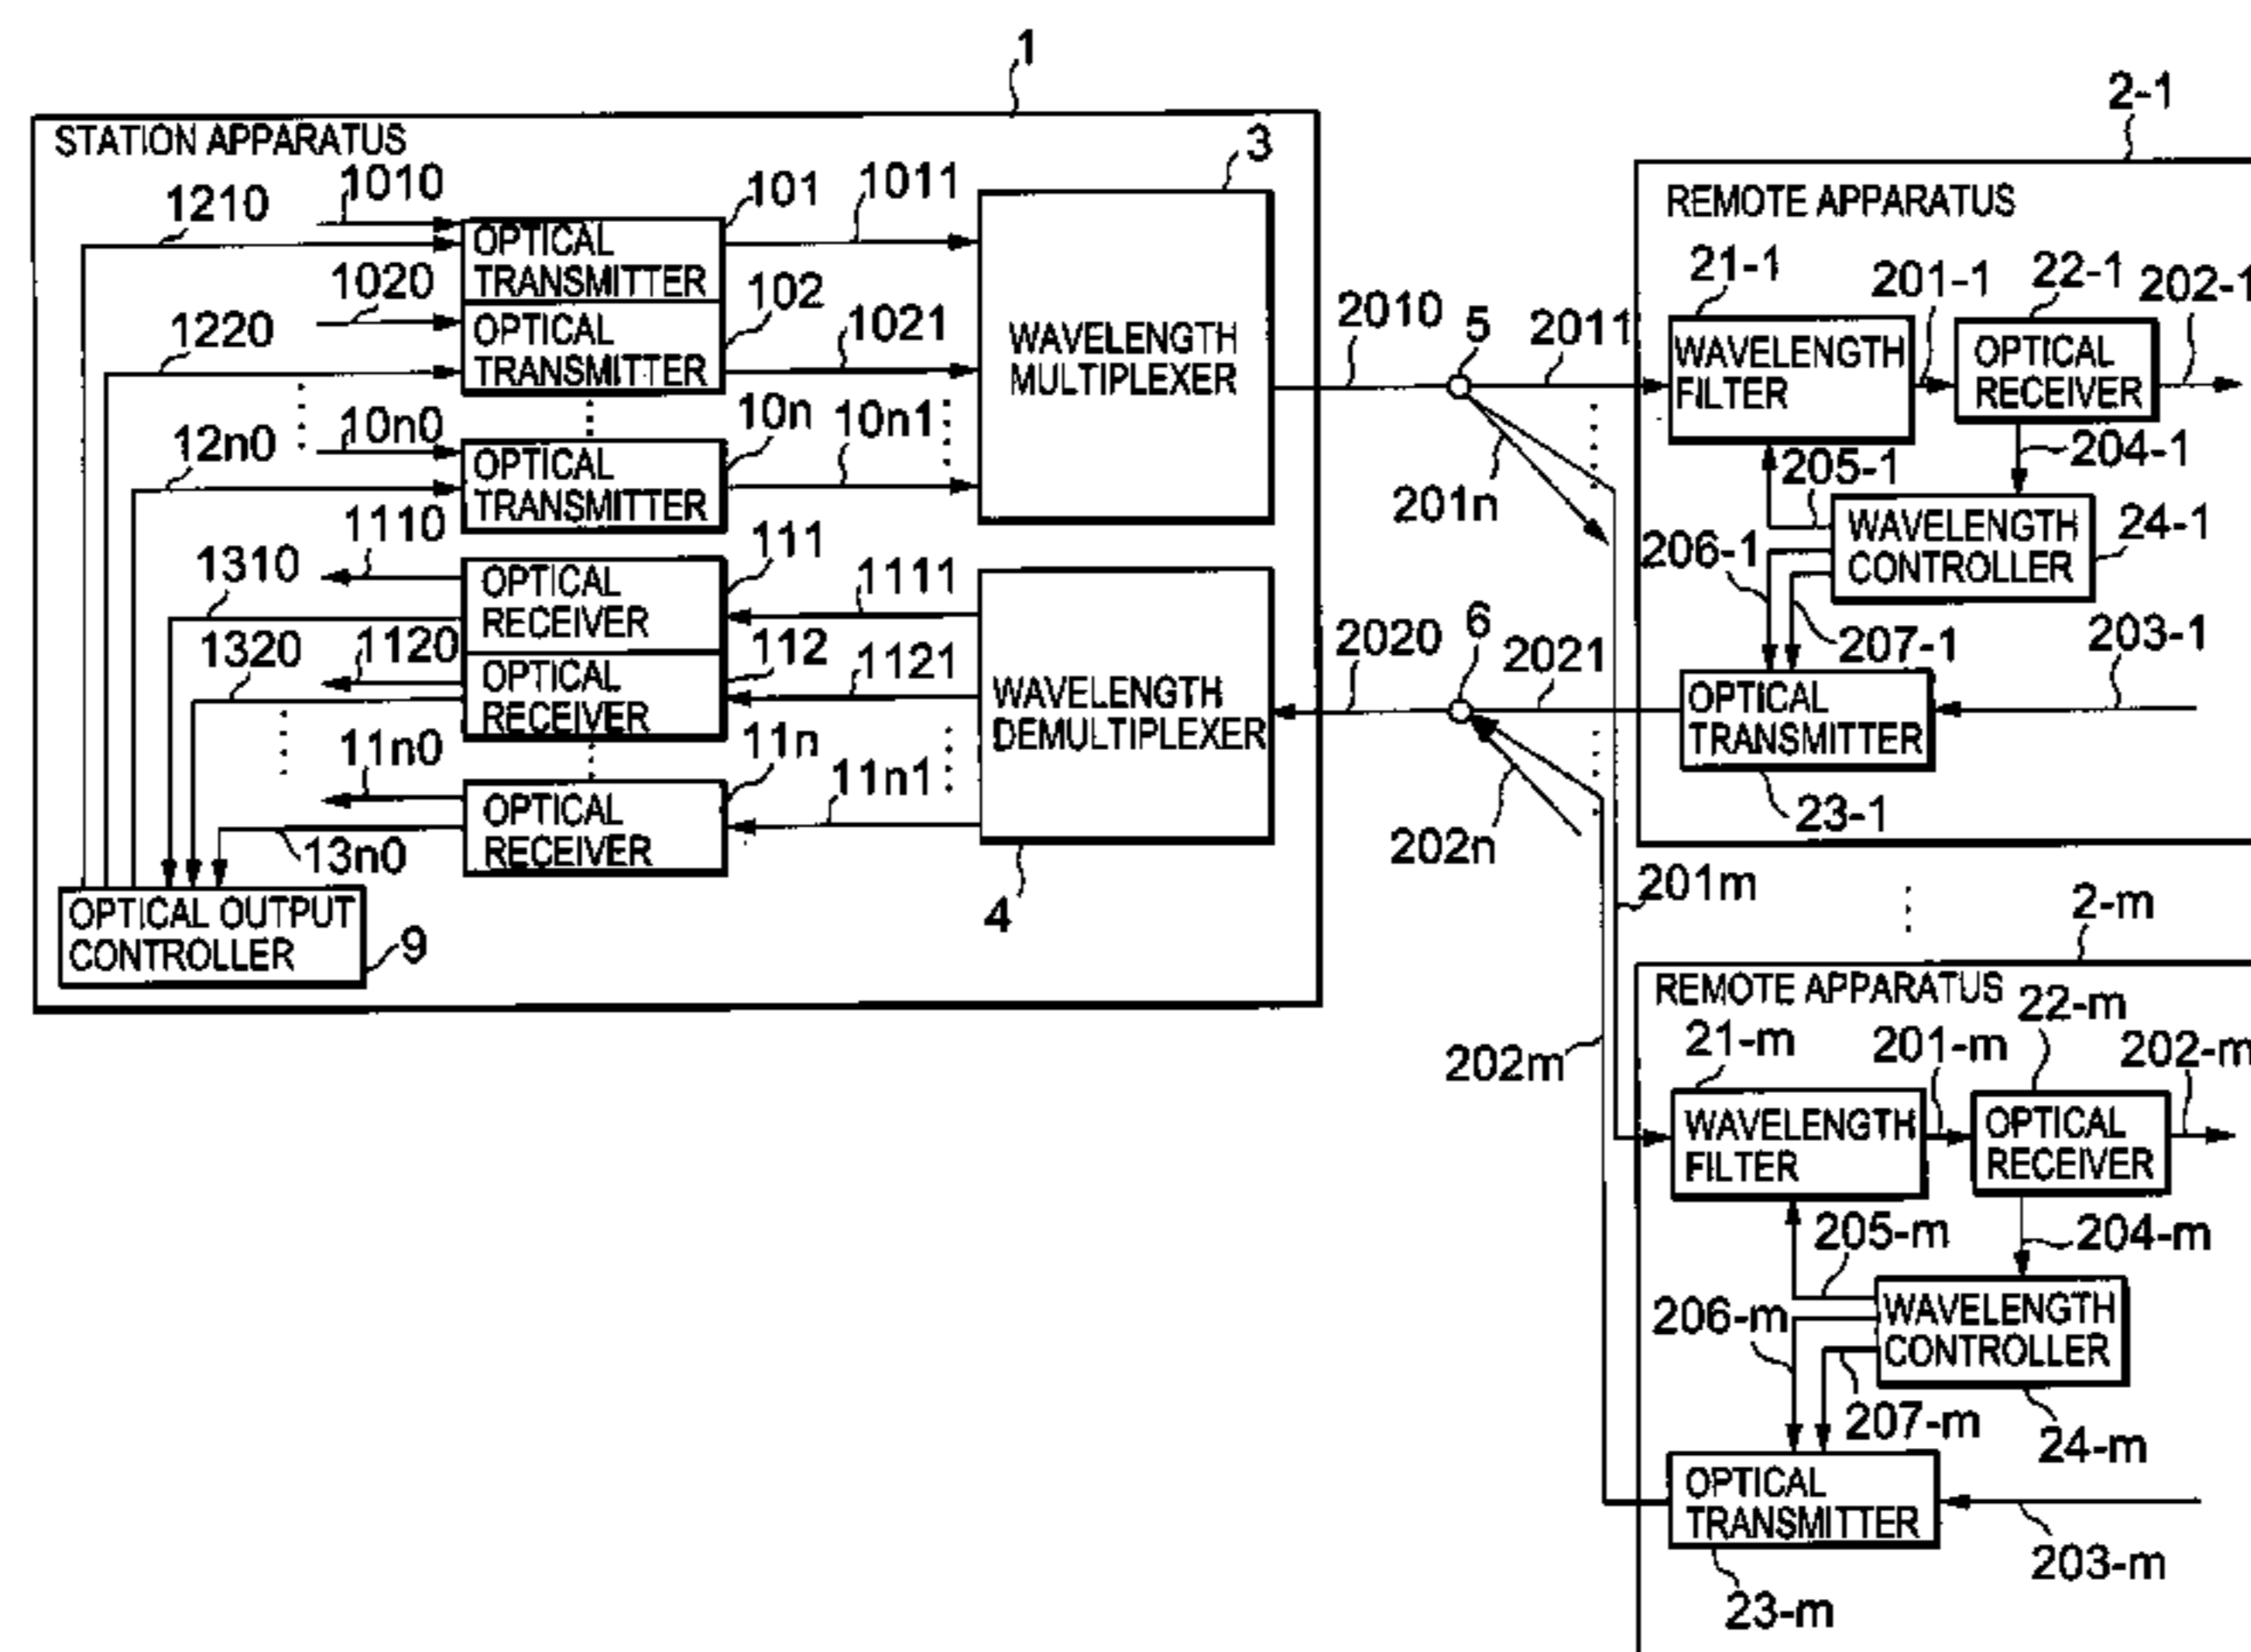 1
STATION APPARATUS
1010
1210
101
1011
3
OPTICAL
TRANSMITTER
1020
102
1220
1021
OPTICAL
TRANSMITTER
WAVELENGTH
MULTIPLEXER
10n0
12n0
10n
10n1
OPTICAL
TRANSMITTER
1110
1310
111
1111
OPTICAL
RECEIVER
1320
1120
112
1121
OPTICAL
RECEIVER
WAVELENGTH
DEMULTIPLEXER
11n0
11n
11n1
13n0
OPTICAL
RECEIVER
4
OPTICAL OUTPUT
CONTROLLER
9
2010
5
2011
201n
2020
6
2021
202n
201m
202m
2-1
REMOTE APPARATUS
21-1
201-1
22-1
202-1
WAVELENGTH
FILTER
OPTICAL
RECEIVER
204-1
205-1
WAVELENGTH
CONTROLLER
24-1
206-1
207-1
203-1
OPTICAL
TRANSMITTER
23-1
2-m
REMOTE APPARATUS
22-m
21-m
201-m
202-m
WAVELENGTH
FILTER
OPTICAL
RECEIVER
205-m
204-m
206-m
WAVELENGTH
CONTROLLER
207-m
24-m
OPTICAL
TRANSMITTER
203-m
23-m